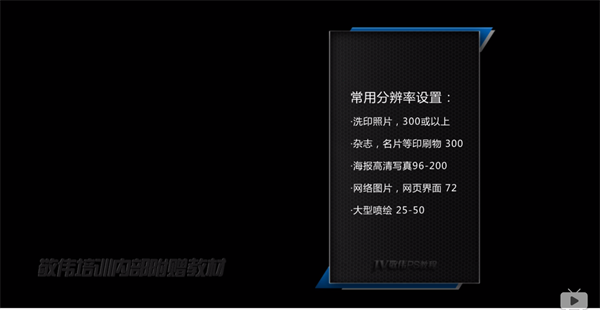 常用分辨率设置：
·洗印照片，300或以上
·杂志，名片等印刷物 300
·海报高清写真96-200
·网络图片，网页界面 72
·大型喷绘 25-50
敬伟培训内部附赠教材
JV敬伟PS教程